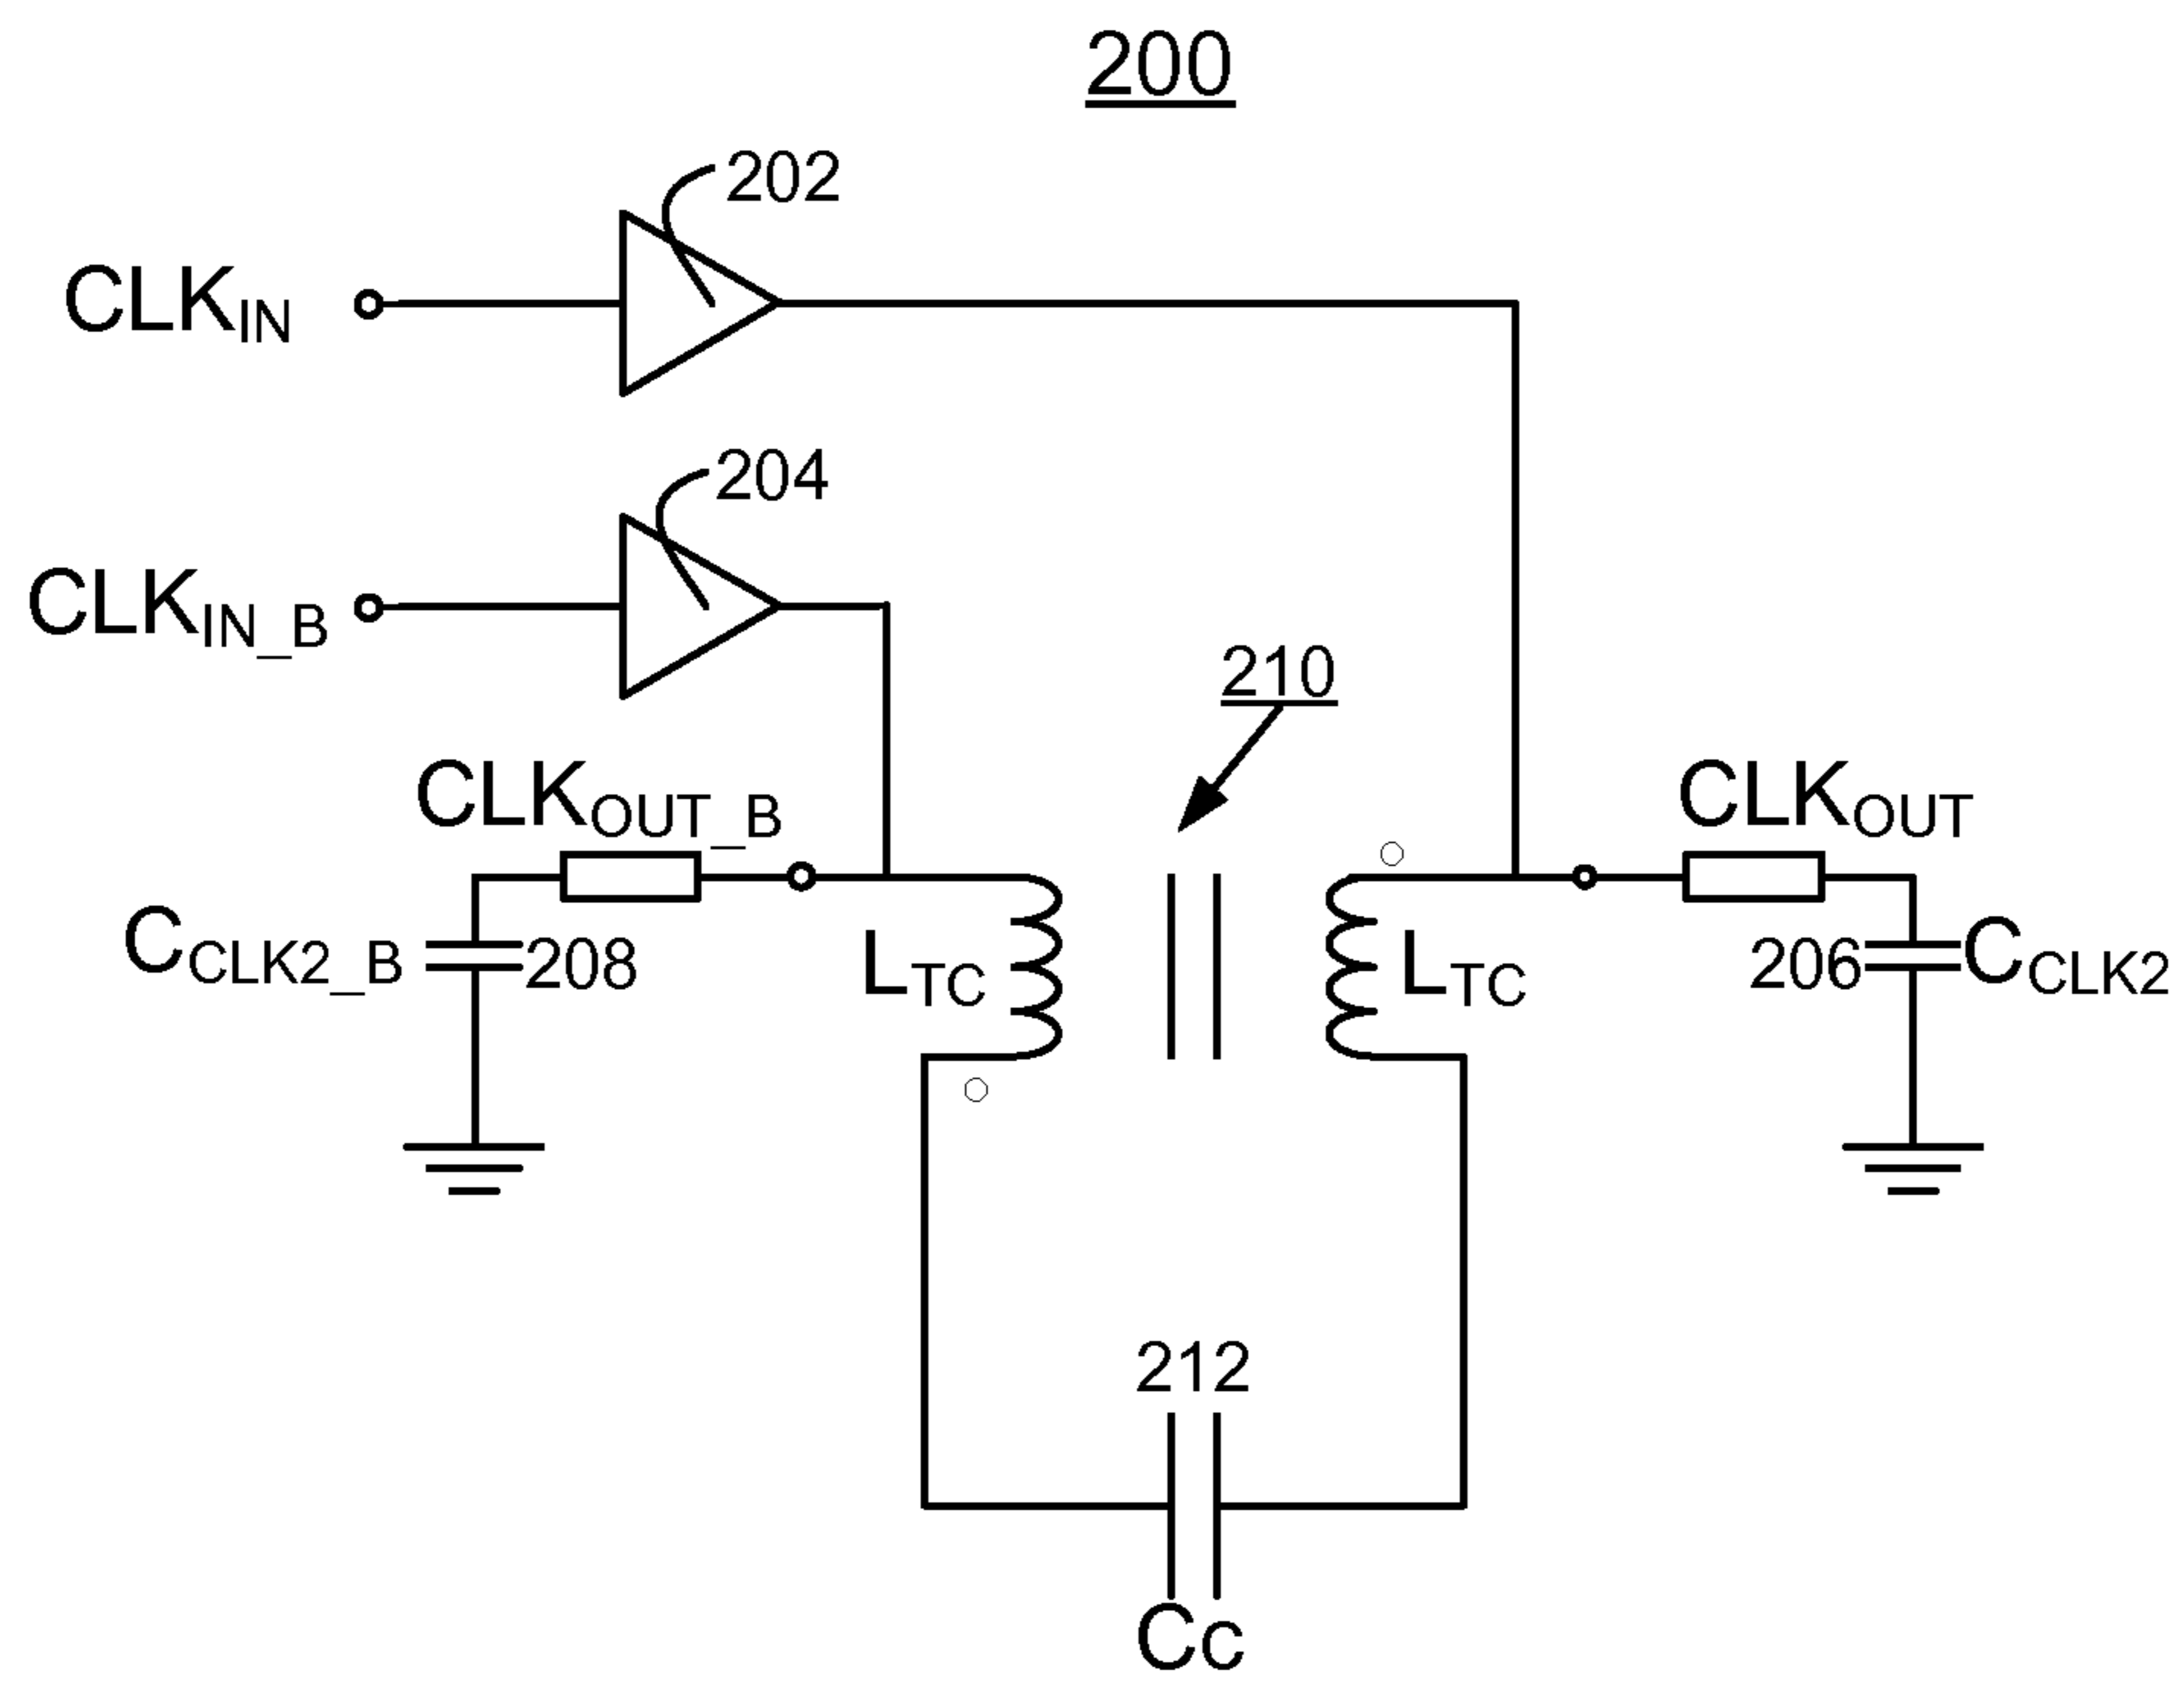 200
202
CLKIN
204
CLKIN_B
210
CLKOUT_B
CLKOUT
CCLK2_B
208
LTC
LTC
206
CCLK2
212
Cc